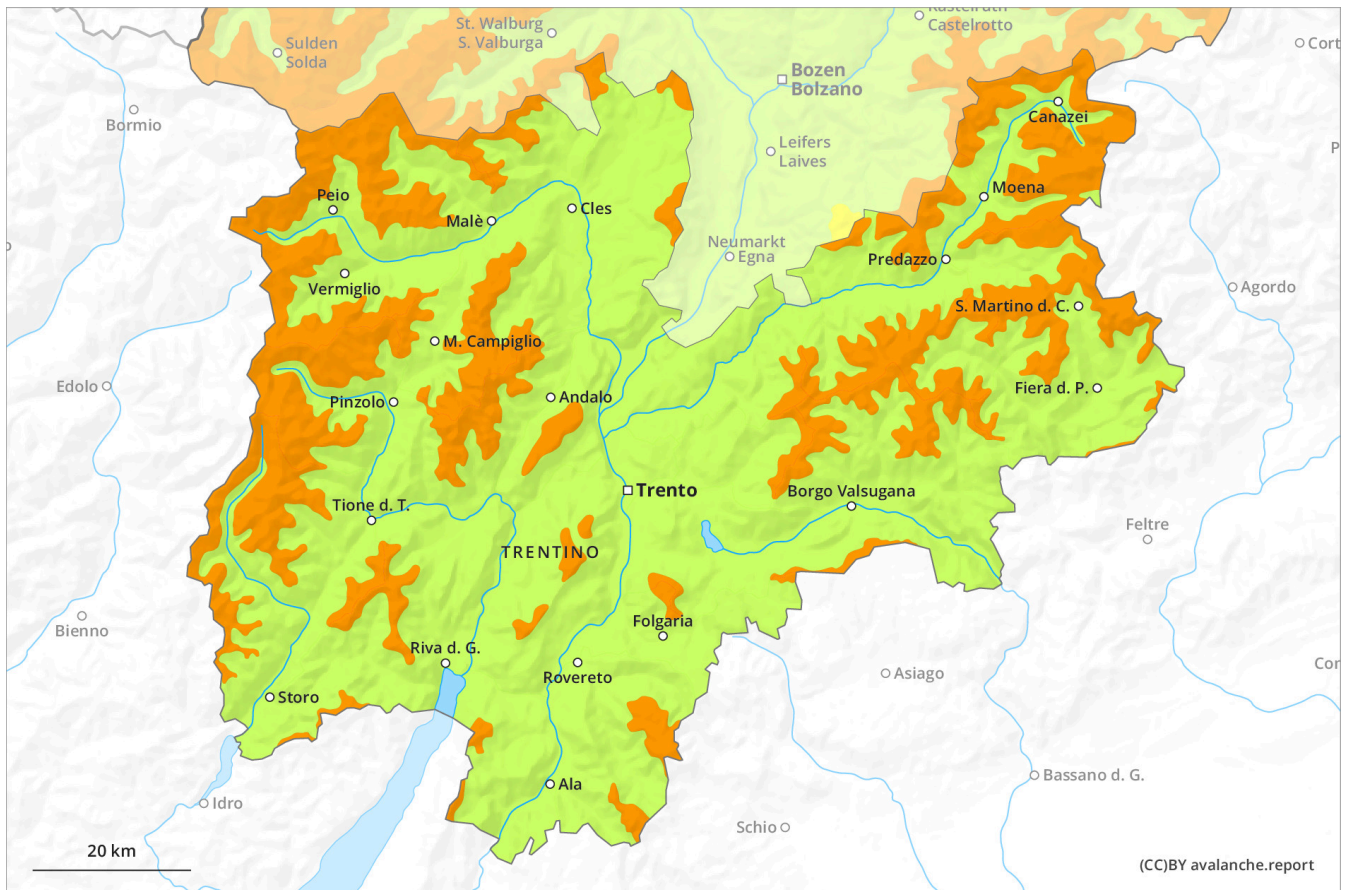 St. Walburg
S. Valburga
Kastelruth
Castelrotto
Sulden
Solda
Cort
Bozen
Bolzano
Bormio
Canazei
Leifers
Laives
P
Peio
Moena
Malè
Cles
Neumarkt
Egna
Predazzo
Vermiglio
Agordo
S. Martino d. C.
M. Campiglio
Edolo
Pinzolo
Andalo
Fiera d. P.
Trento
Borgo Valsugana
Tione d. T.
Feltre
TRENTINO
Bienno
Folgaria
Riva d. G.
Cor
Rovereto
Asiago
Storo
Bassano d. G.
Ala
Idro
Schio
20 km
(CC)BY avalanche.report